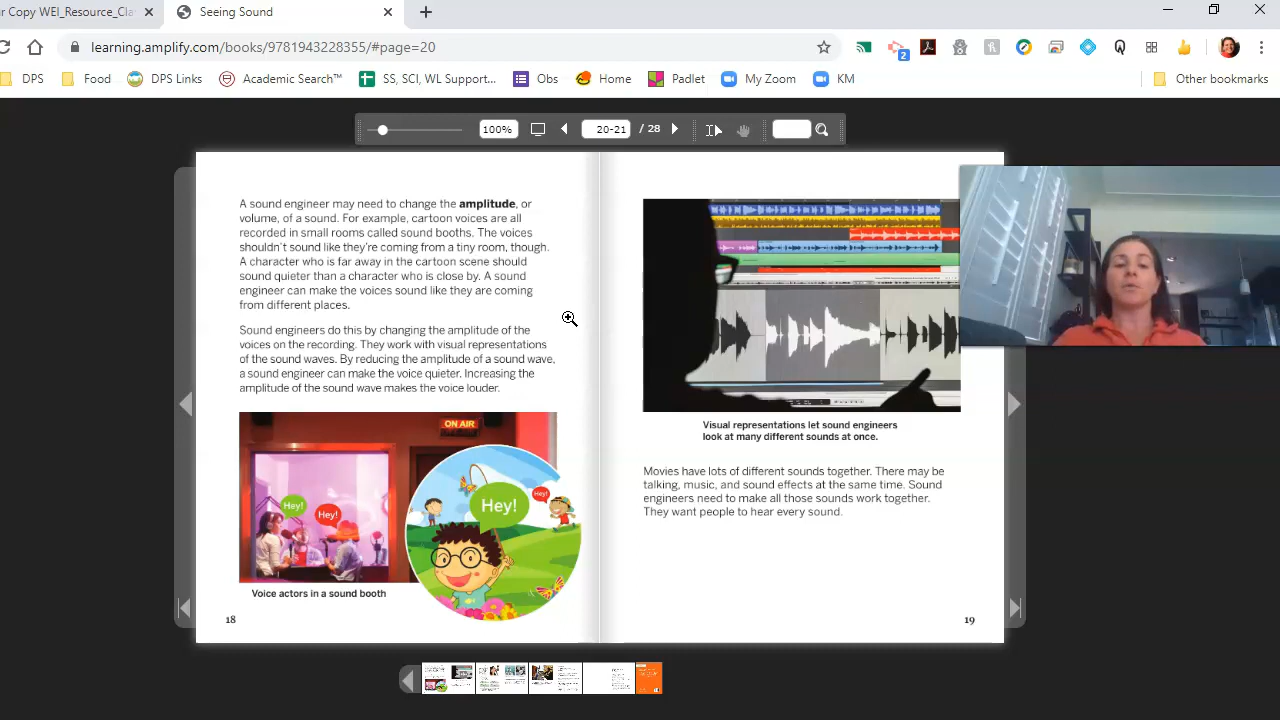 r Copy WEI_Resource_Cla
Seeing Sound
learning.amplify.com/books/9781943228355/#page=20
2
DPS
Food
DPS Links
Academic Search™
SS, SCI, WL Support...
Obs
Home
Padlet
My Zoom
KM
Other bookmarks
100%
20-21
/ 28
A sound engineer may need to change the amplitude, or
volume, of a sound. For example, cartoon voices are all
recorded in small rooms called sound booths. The voices
shouldn't sound like they're coming from a tiny room, though.
A character who is far away in the cartoon scene should
sound quieter than a character who is close by. A sound
engineer can make the voices sound like they are coming
from different places.
Sound engineers do this by changing the amplitude of the
voices on the recording. They work with visual representations
of the sound waves. By reducing the amplitude of a sound wave,
a sound engineer can make the voice quieter. Increasing the
amplitude of the sound wave makes the voice louder.
ON AIR
Hey!
Hey!
Hey!
Hey!
Voice actors in a sound booth
18
Visual representations let sound engineers
look at many different sounds at once.
Movies have lots of different sounds together. There may be
talking, music, and sound effects at the same time. Sound
engineers need to make all those sounds work together.
They want people to hear every sound.
19